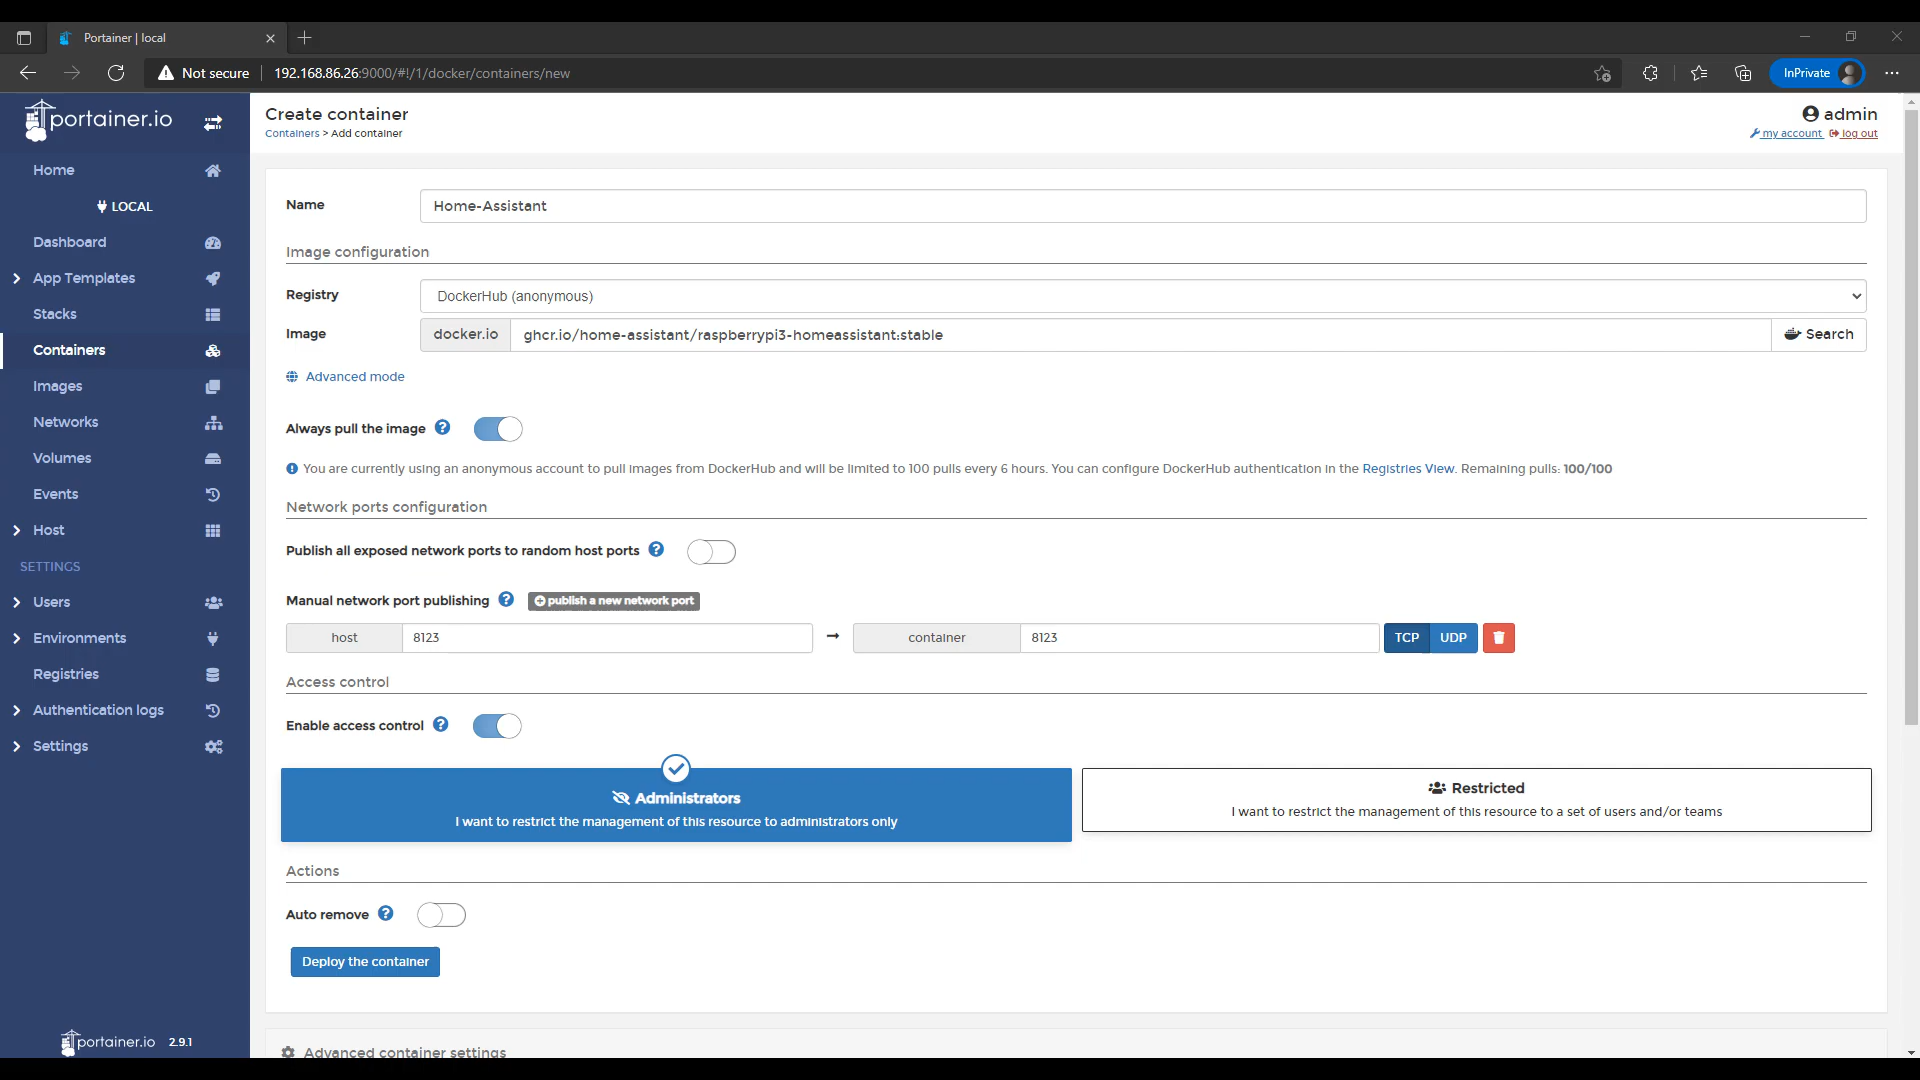 Portainer | local
Not secure
192.168.86.26:9000/#!/1/docker/containers/new
InPrivate
portainer.io
Home
LOCAL
Dashboard
App Templates
Stacks
Containers
Images
Networks
Volumes
Events
Host
SETTINGS
Users
Environments
Registries
Authentication logs
Settings
portainer.io 2.9.1
Create container
Containers > Add container
admin
my account log out
Name
Home-Assistant
Image configuration
Registry
DockerHub (anonymous)
Image
docker.io
ghcr.io/home-assistant/raspberrypi3-homeassistant:stable
Search
Advanced mode
Always pull the image
You are currently using an anonymous account to pull images from DockerHub and will be limited to 100 pulls every 6 hours. You can configure DockerHub authentication in the Registries View. Remaining pulls: 100/100
Network ports configuration
Publish all exposed network ports to random host ports
Manual network port publishing
publish a new network port
host
8123
container
8123
TCP
UDP
Access control
Enable access control
Administrators
I want to restrict the management of this resource to administrators only
Restricted
I want to restrict the management of this resource to a set of users and/or teams
Actions
Auto remove
Deploy the container
Advanced container settings